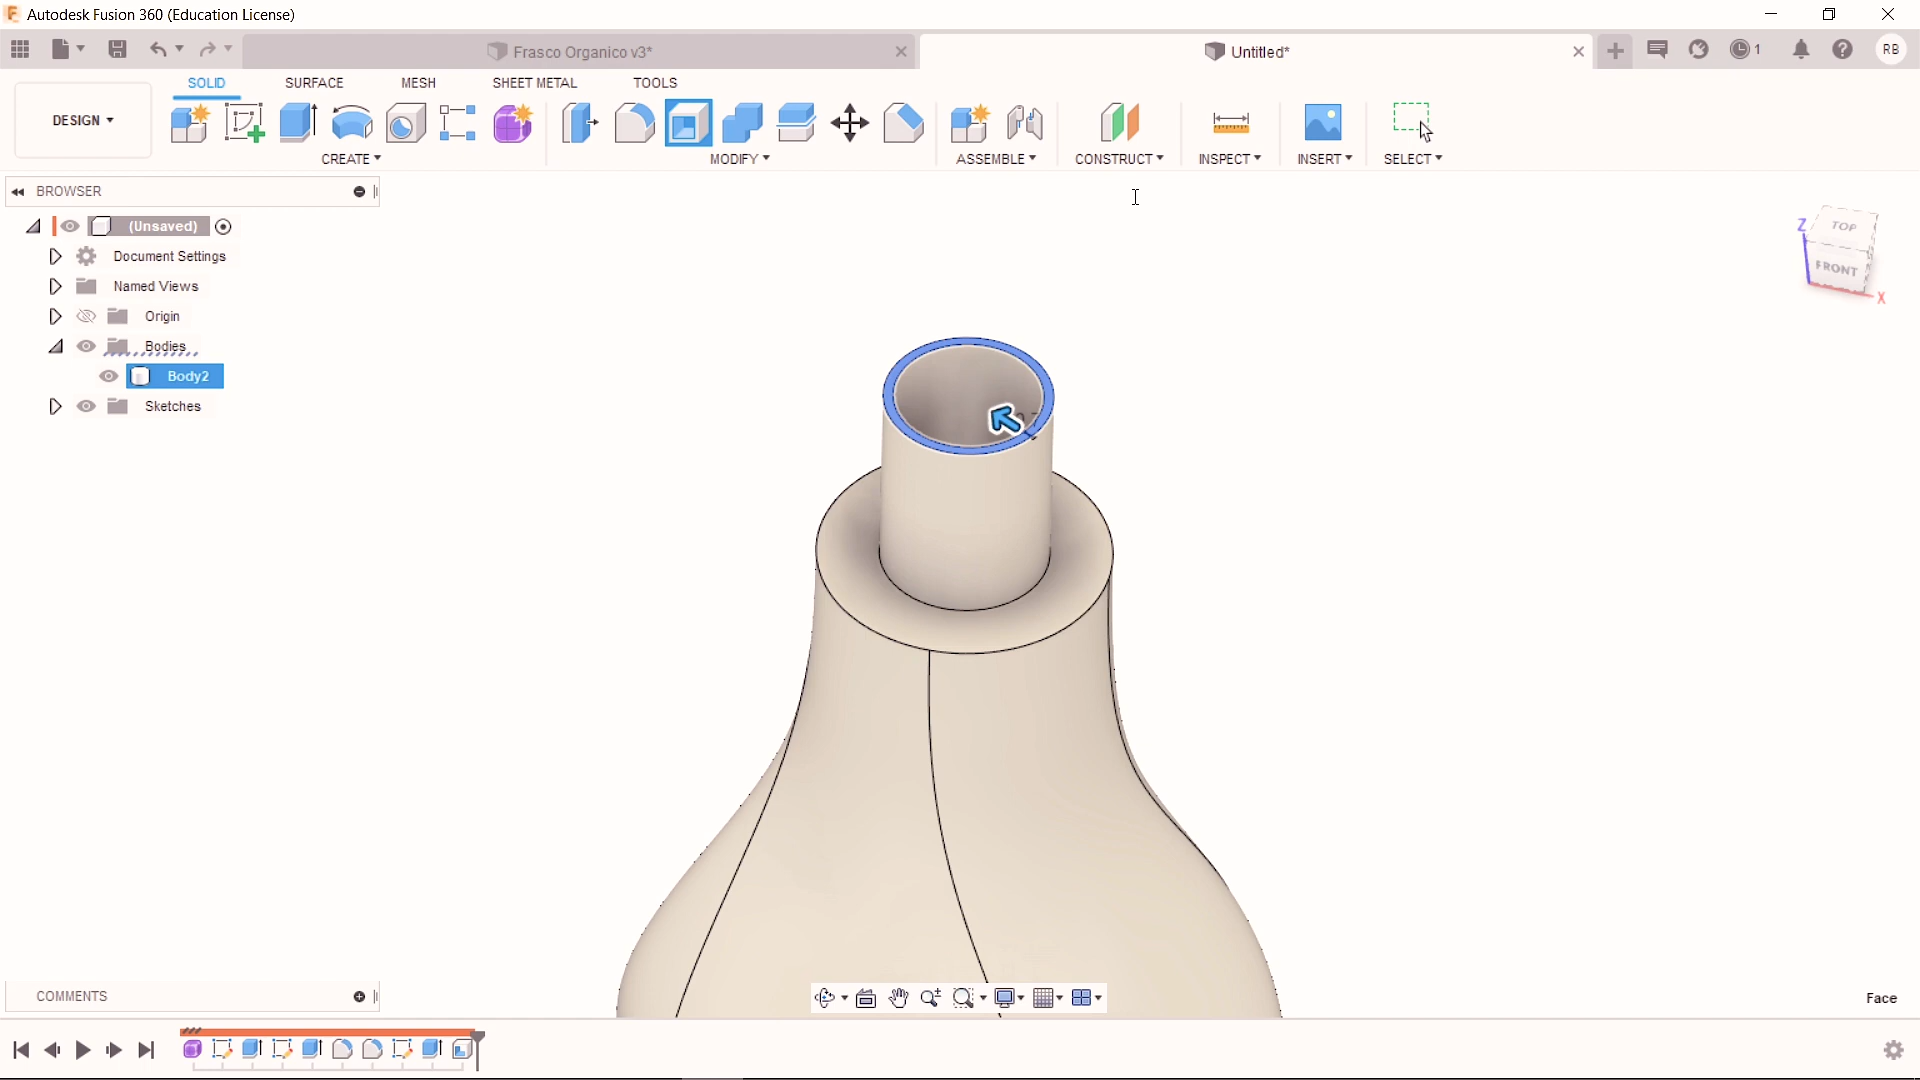 Autodesk Fusion 360 (Education License)
Frasco Organico v3*
Untitled*
1
RB
DESIGN
SOLID
SURFACE
MESH
SHEET METAL
TOOLS
CREATE
MODIFY
ASSEMBLE
CONSTRUCT
INSPECT
INSERT
SELECT
BROWSER
(Unsaved)
Document Settings
Named Views
Origin
Bodies
Body2
Sketches
TOP
FRONT
Z
X
COMMENTS
Face